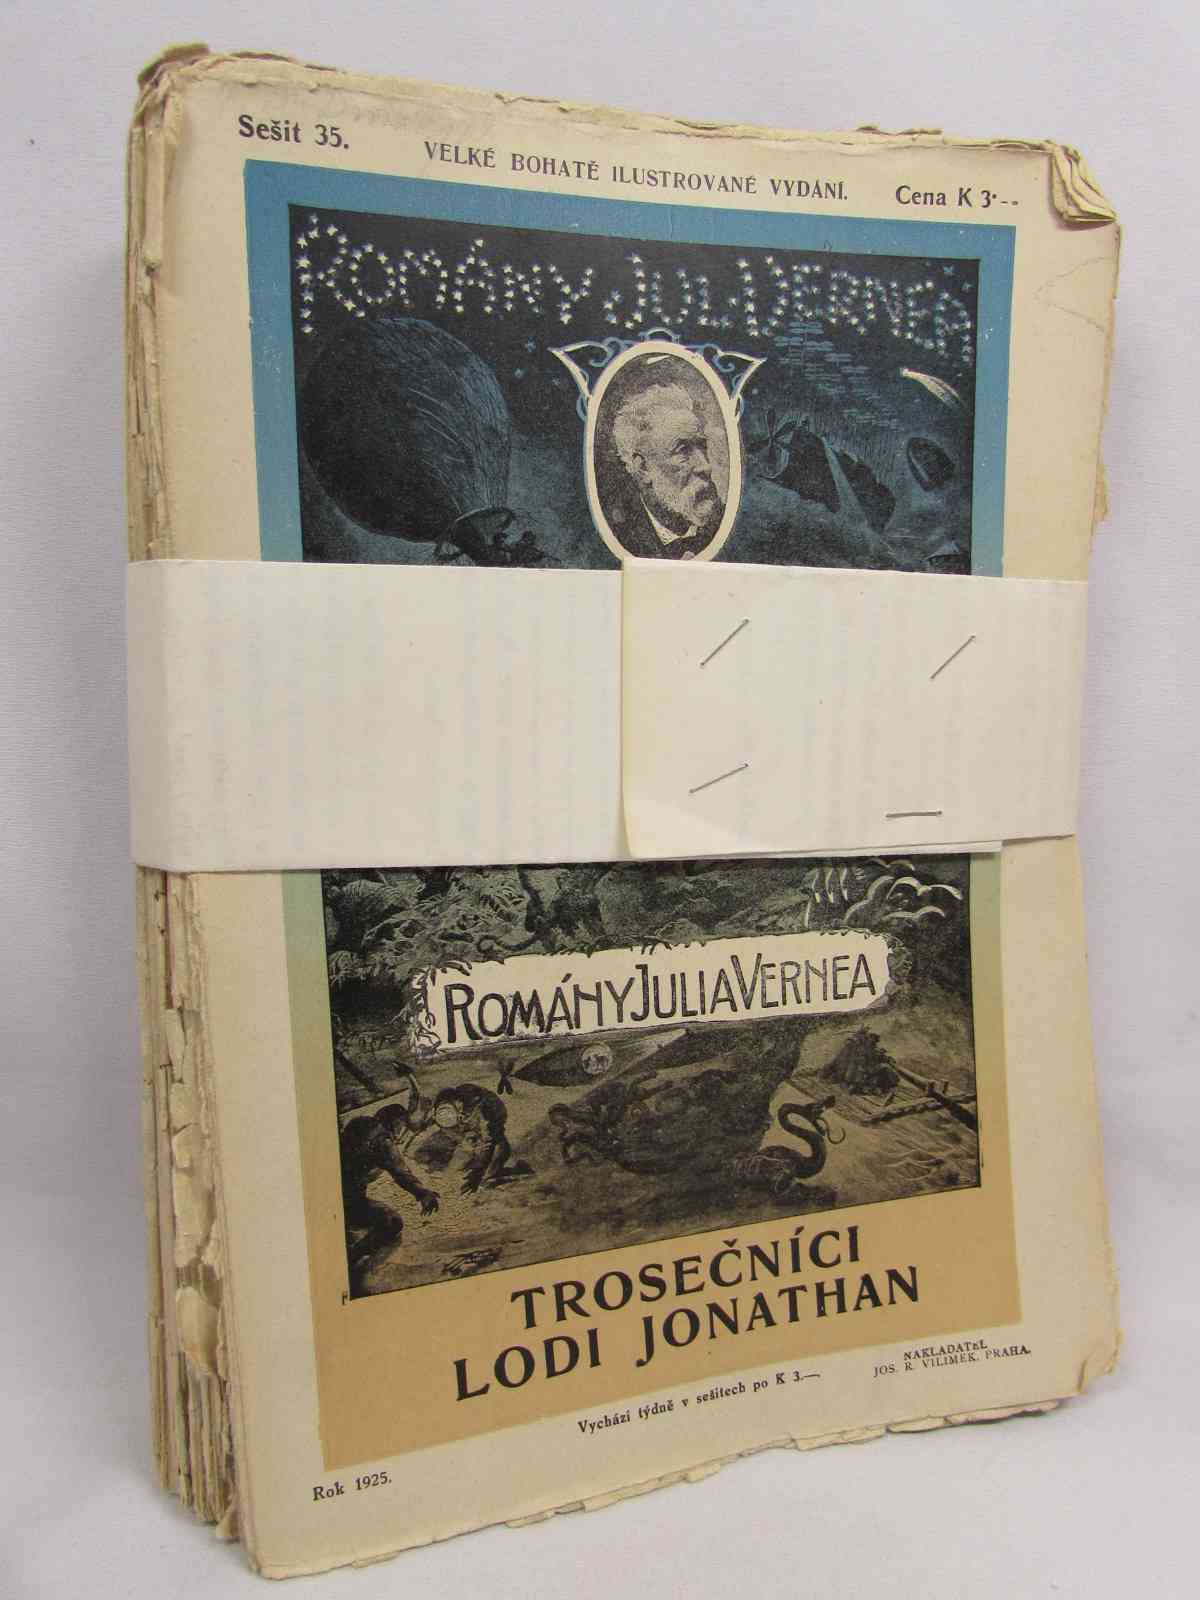 Sešit 35.
VELKÉ BOHATĚ ILUSTROVANÉ VYDÁNÍ.
Cena K 3·--
ROMÁNY JUL. VERNEA
ROMÁNY JULIA VERNEA
TROSEČNÍCI
LODI JONATHAN
Vychází týdně v sešitech po K 3.—,
NAKLADATEL
JOS. R. VILÍMEK, PRAHA.
Rok 1925.